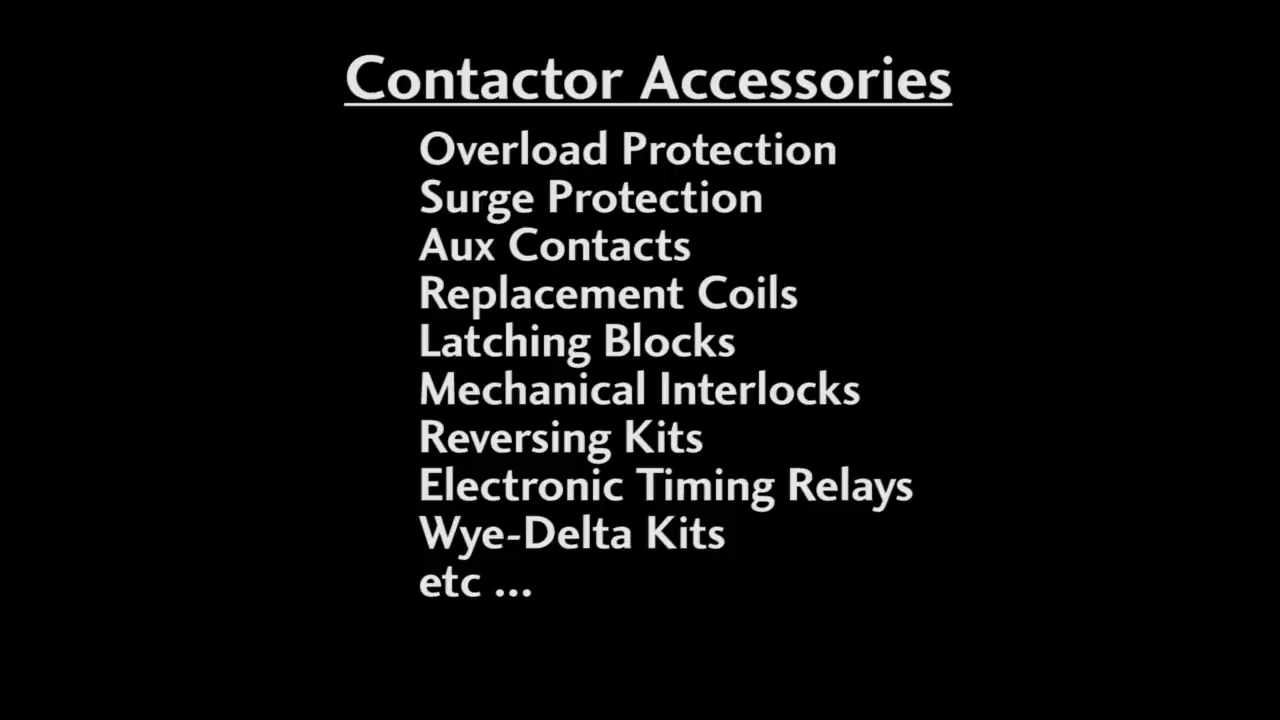 Contactor Accessories
Overload Protection
Surge Protection
Aux Contacts
Replacement Coils
Latching Blocks
Mechanical Interlocks
Reversing Kits
Electronic Timing Relays
Wye-Delta Kits
etc ...